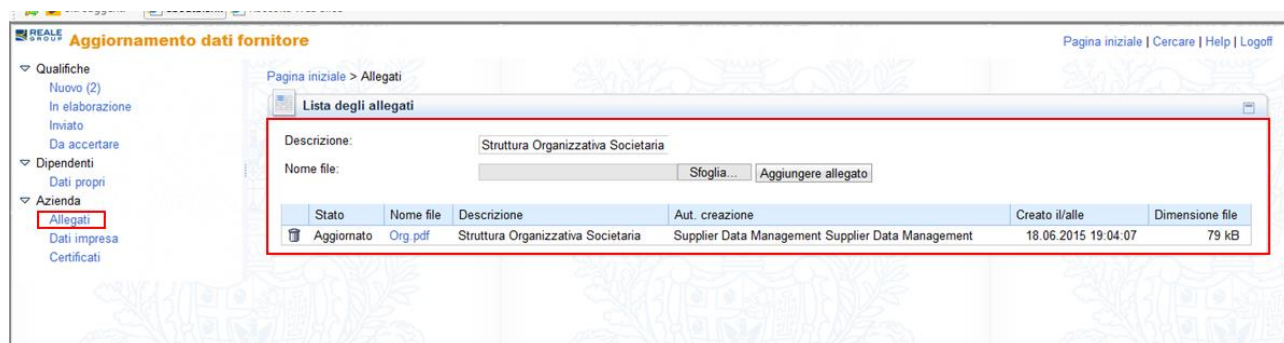 REALE GROUP Aggiornamento dati fornitore
Pagina iniziale | Cercare | Help | Logoff
Qualifiche
Nuovo (2)
In elaborazione
Inviato
Da accertare
Dipendenti
Dati propri
Azienda
Allegati
Dati impresa
Certificati
Pagina iniziale > Allegati
Lista degli allegati
Descrizione: Struttura Organizzativa Societaria
Nome file: Sfoglia... Aggiungere allegato
Stato Nome file Descrizione Aut. creazione Creato il/alle Dimensione file
Aggiornato Org.pdf Struttura Organizzativa Societaria Supplier Data Management Supplier Data Management 18.06.2015 19:04:07 79 kB